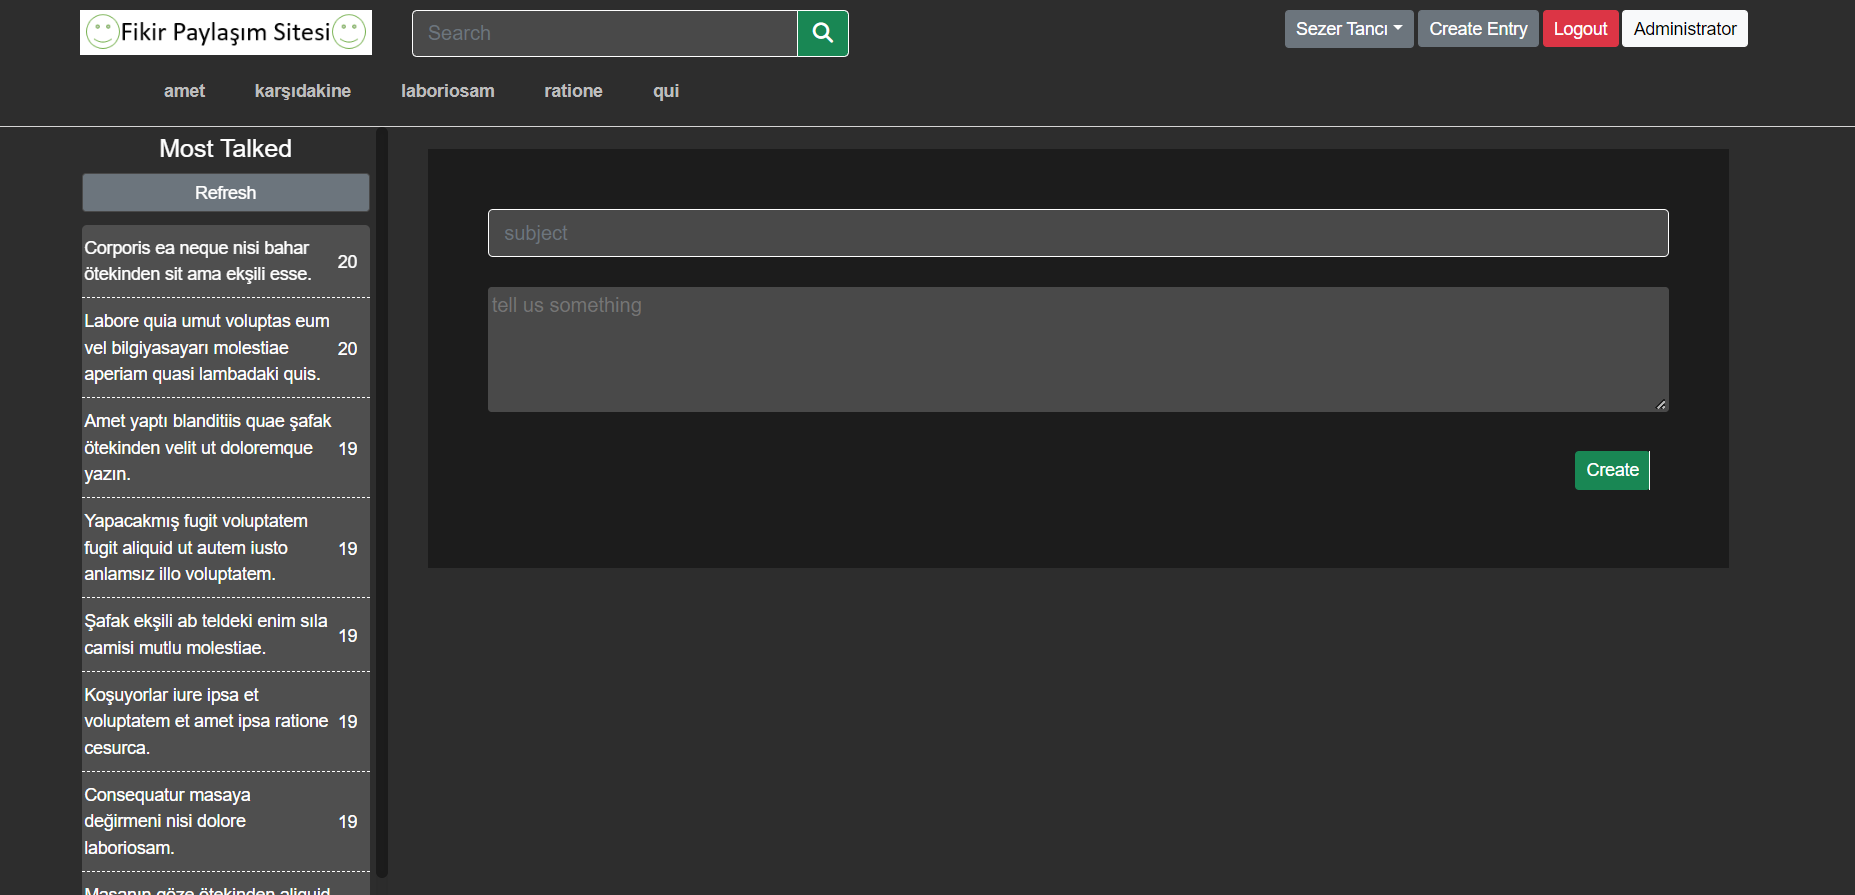 Fikir Paylaşım Sitesi
Search
Sezer Tancı
Create Entry
Logout
Administrator
amet
karşıdakine
laboriosam
ratione
qui
Most Talked
Refresh
Corporis ea neque nisi bahar
ötekinden sit ama ekşili esse.
20
Labore quia umut voluptas eum
vel bilgiyasayarı molestiae
aperiam quasi lambadaki quis.
20
Amet yaptı blanditiis quae şafak
ötekinden velit ut doloremque
yazın.
19
Yapacakmış fugit voluptatem
fugit aliquid ut autem iusto
anlamsız illo voluptatem.
19
Şafak ekşili ab teldeki enim sıla
camisi mutlu molestiae.
19
Koşuyorlar iure ipsa et
voluptatem et amet ipsa ratione
cesurca.
19
Consequatur masaya
değirmeni nisi dolore
laboriosam.
19
Masanın göze ötekinden aliquid
subject
tell us something
Create